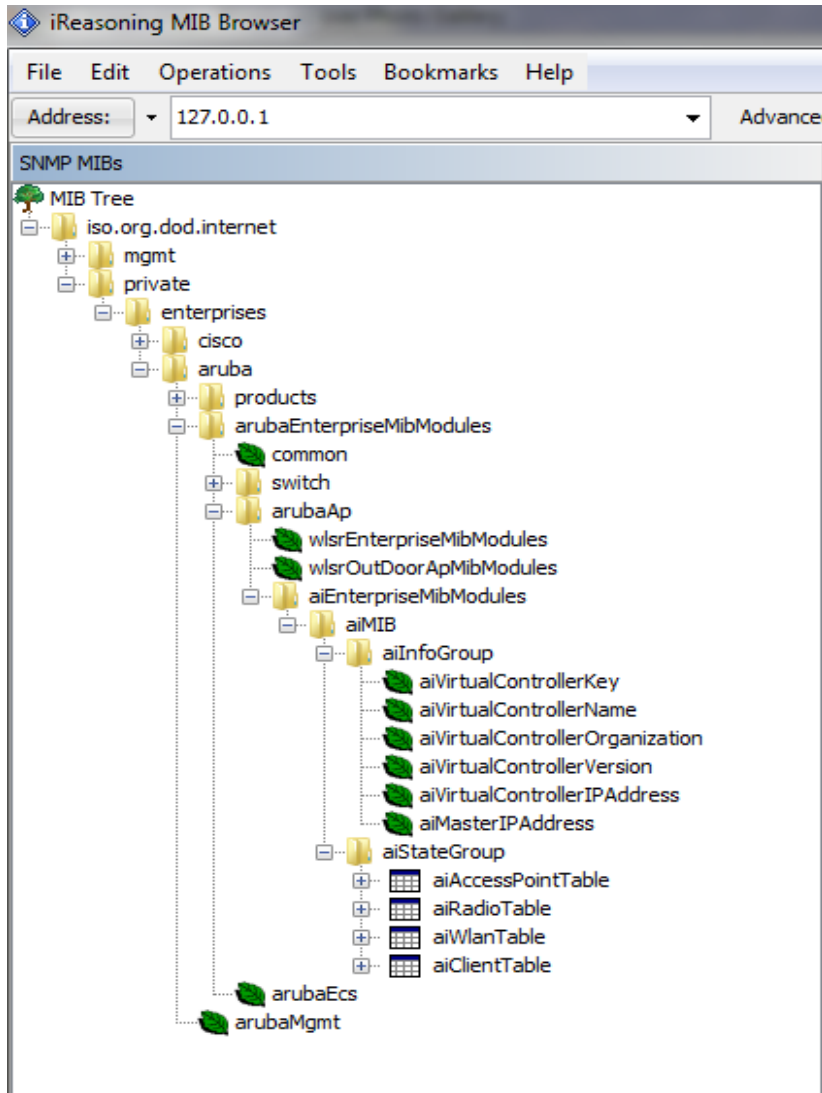 iReasoning MIB Browser
File Edit Operations Tools Bookmarks Help
Address: 127.0.0.1 Advance
SNMP MIBs
MIB Tree
iso.org.dod.internet
mgmt
private
enterprises
cisco
aruba
products
arubaEnterpriseMibModules
common
switch
arubaAp
wlsrEnterpriseMibModules
wlsrOutDoorApMibModules
aiEnterpriseMibModules
aiMIB
aiInfoGroup
aiVirtualControllerKey
aiVirtualControllerName
aiVirtualControllerOrganization
aiVirtualControllerVersion
aiVirtualControllerIPAddress
aiMasterIPAddress
aiStateGroup
aiAccessPointTable
aiRadioTable
aiWlanTable
aiClientTable
arubaEcs
arubaMgmt